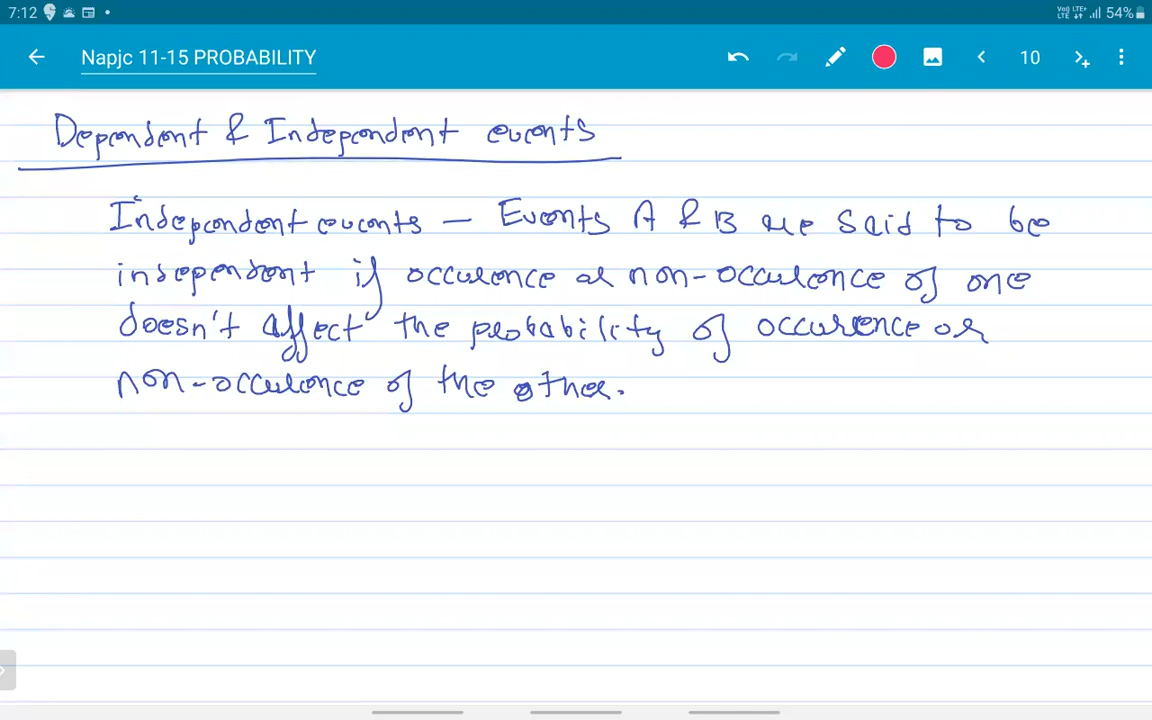 7:12 54%
Napjc 11-15 PROBABILITY 10
Dependent & Independent events
Independent events - Events A & B are said to be
independent if occurence or non-occurence of one
doesn't affect the probability of occurence or
non-occurence of the other.